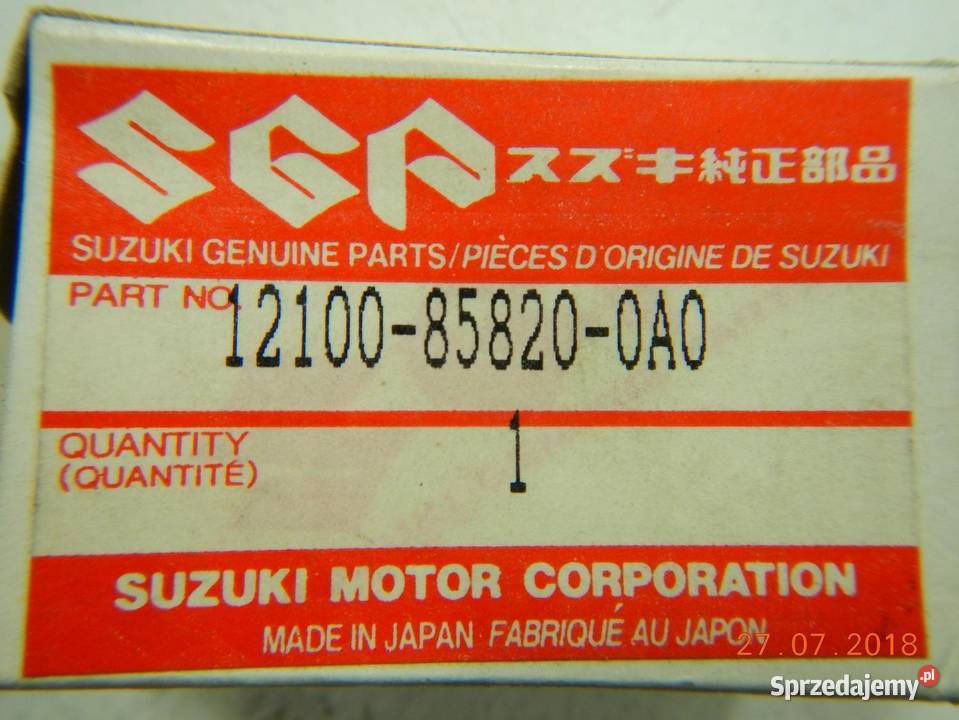 SGP スズキ純正部品
SUZUKI GENUINE PARTS/PIÈCES D'ORIGINE DE SUZUKI
PART NO. 12100-85820-0A0
QUANTITY 1
(QUANTITÉ)
SUZUKI MOTOR CORPORATION
MADE IN JAPAN FABRIQUÉ AU JAPON
27.07.2018
Sprzedajemy.pl